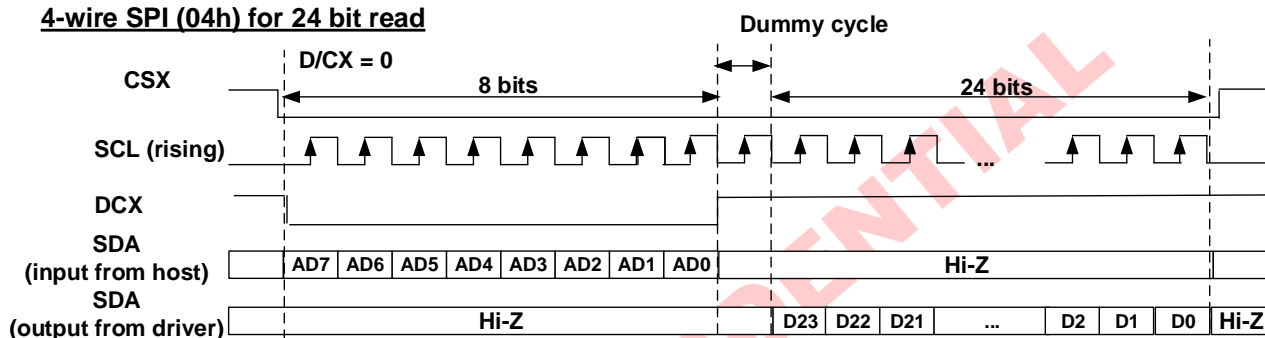 4-wire SPI (04h) for 24 bit read
Dummy cycle
D/CX = 0
CSX
8 bits
24 bits
SCL (rising)
...
DCX
SDA
(input from host)
AD7 AD6 AD5 AD4 AD3 AD2 AD1 AD0
Hi-Z
SDA
(output from driver)
Hi-Z
D23 D22 D21 ... D2 D1 D0 Hi-Z
DENTIAL